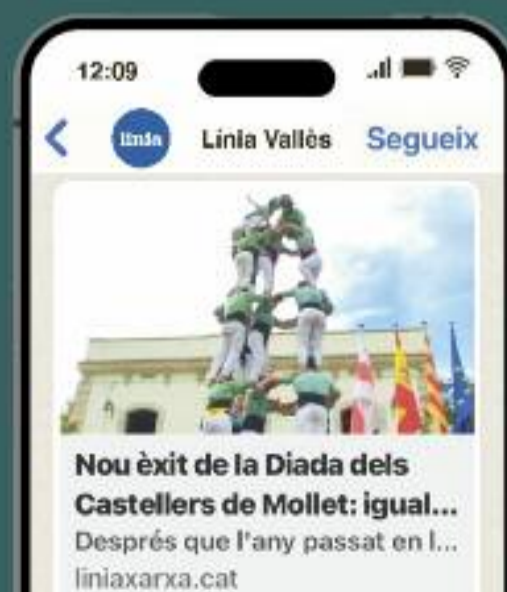 12:09
línia
Línia Vallès
Segueix
Nou èxit de la Diada dels
Castellers de Mollet: igual...
Després que l'any passat en l...
liniaxarxa.cat